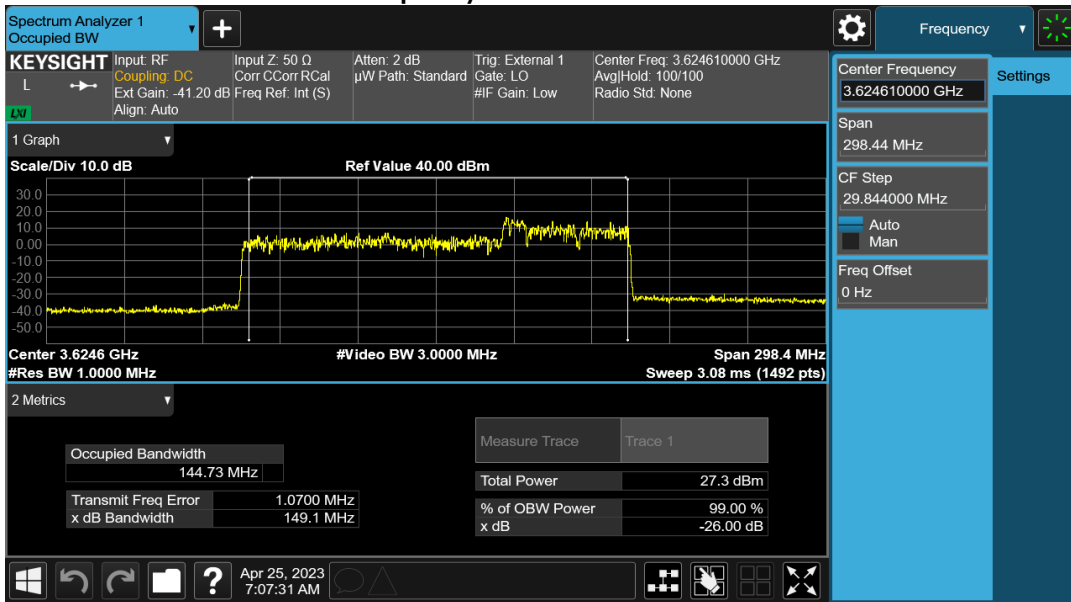 Spectrum Analyzer 1
Occupied BW
Frequency
KEYSIGHT
L
LXI
Input: RF
Coupling: DC
Ext Gain: -41.20 dB
Align: Auto
Input Z: 50 Ω
Corr CCorr RCal
Freq Ref: Int (S)
Atten: 2 dB
µW Path: Standard
Trig: External 1
Gate: LO
#IF Gain: Low
Center Freq: 3.624610000 GHz
Avg|Hold: 100/100
Radio Std: None
Center Frequency
3.624610000 GHz
Settings
Span
298.44 MHz
CF Step
29.844000 MHz
Auto
Man
Freq Offset
0 Hz
1 Graph
Scale/Div 10.0 dB
Ref Value 40.00 dBm
30.0
20.0
10.0
0.00
-10.0
-20.0
-30.0
-40.0
-50.0
Center 3.6246 GHz
#Video BW 3.0000 MHz
Span 298.4 MHz
#Res BW 1.0000 MHz
Sweep 3.08 ms (1492 pts)
2 Metrics
Occupied Bandwidth
144.73 MHz
Transmit Freq Error 1.0700 MHz
x dB Bandwidth 149.1 MHz
Measure Trace Trace 1
Total Power 27.3 dBm
% of OBW Power 99.00 %
x dB -26.00 dB
?
Apr 25, 2023
7:07:31 AM